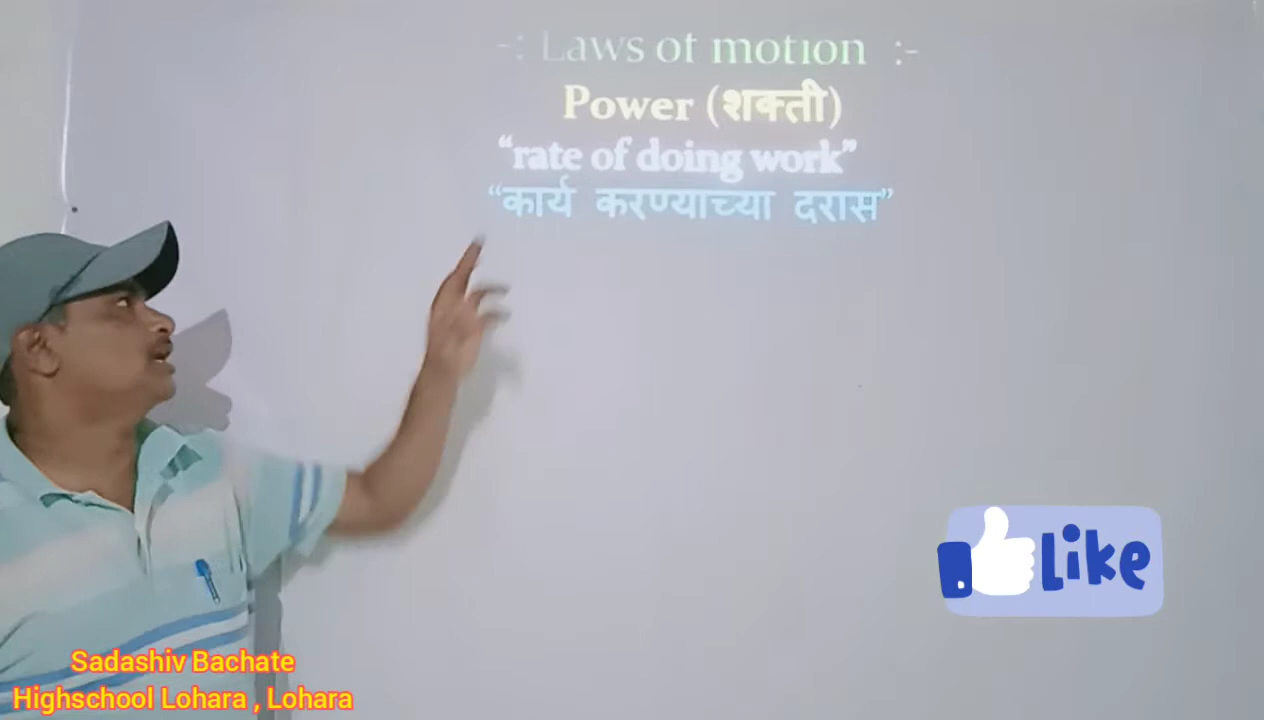 -: Laws of motion :-
Power (शक्ती)
“rate of doing work”
“कार्य करण्याच्या दरास”
Like
Sadashiv Bachate
Highschool Lohara , Lohara